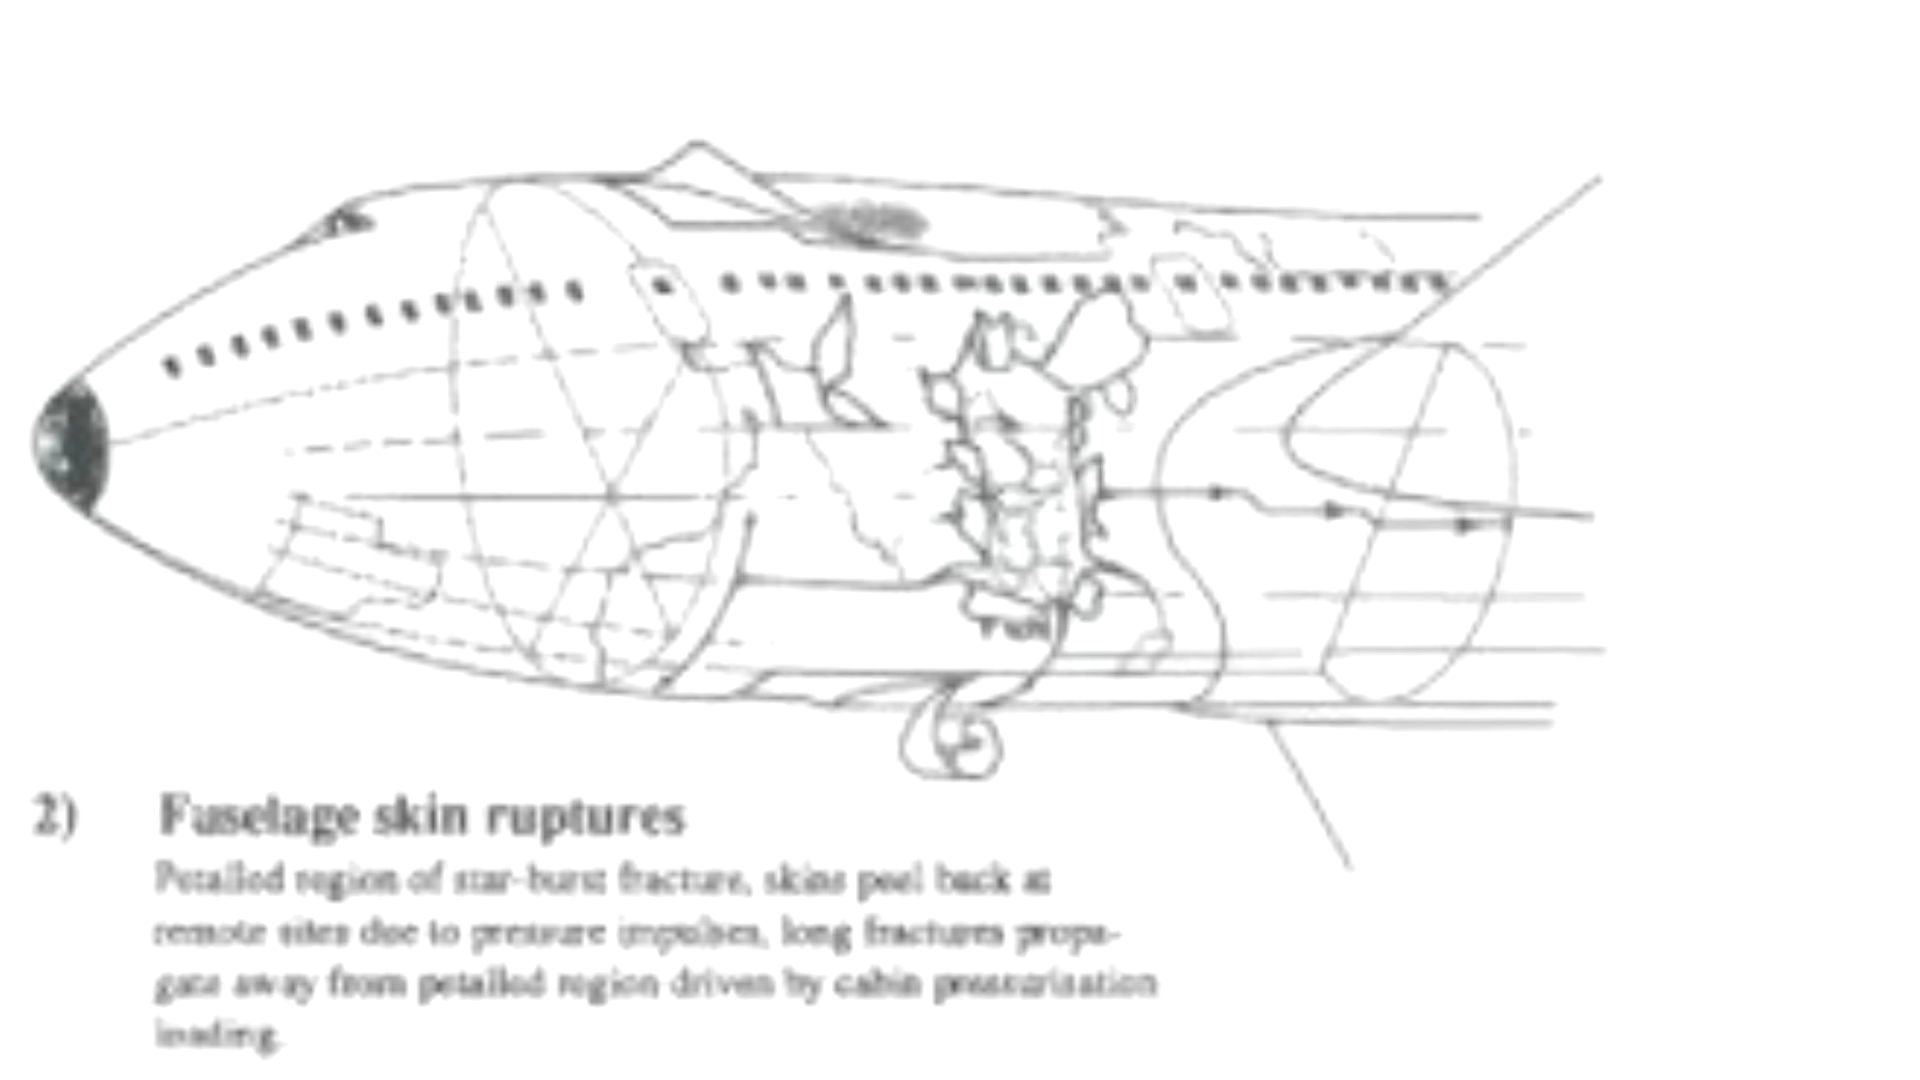 2) Fuselage skin ruptures
Petalled region of star-burst fracture, skins peel back at
remote sites due to pressure impulses, long fractures propa-
gate away from petalled region driven by cabin pressurisation
loading.